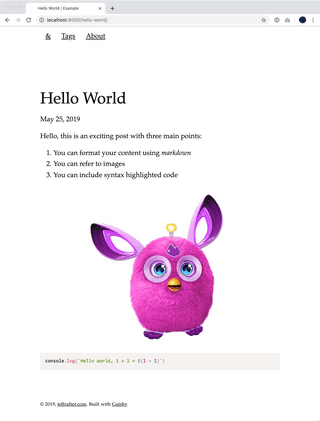 Hello World | Example
localhost:8000/hello-world/
& Tags About
Hello World
May 25, 2019
Hello, this is an exciting post with three main points:
1. You can format your content using markdown
2. You can refer to images
3. You can include syntax highlighted code
console.log(`Hello world, 1 + 1 = ${1 + 1}`)
© 2019, jeffrafter.com. Built with Gatsby